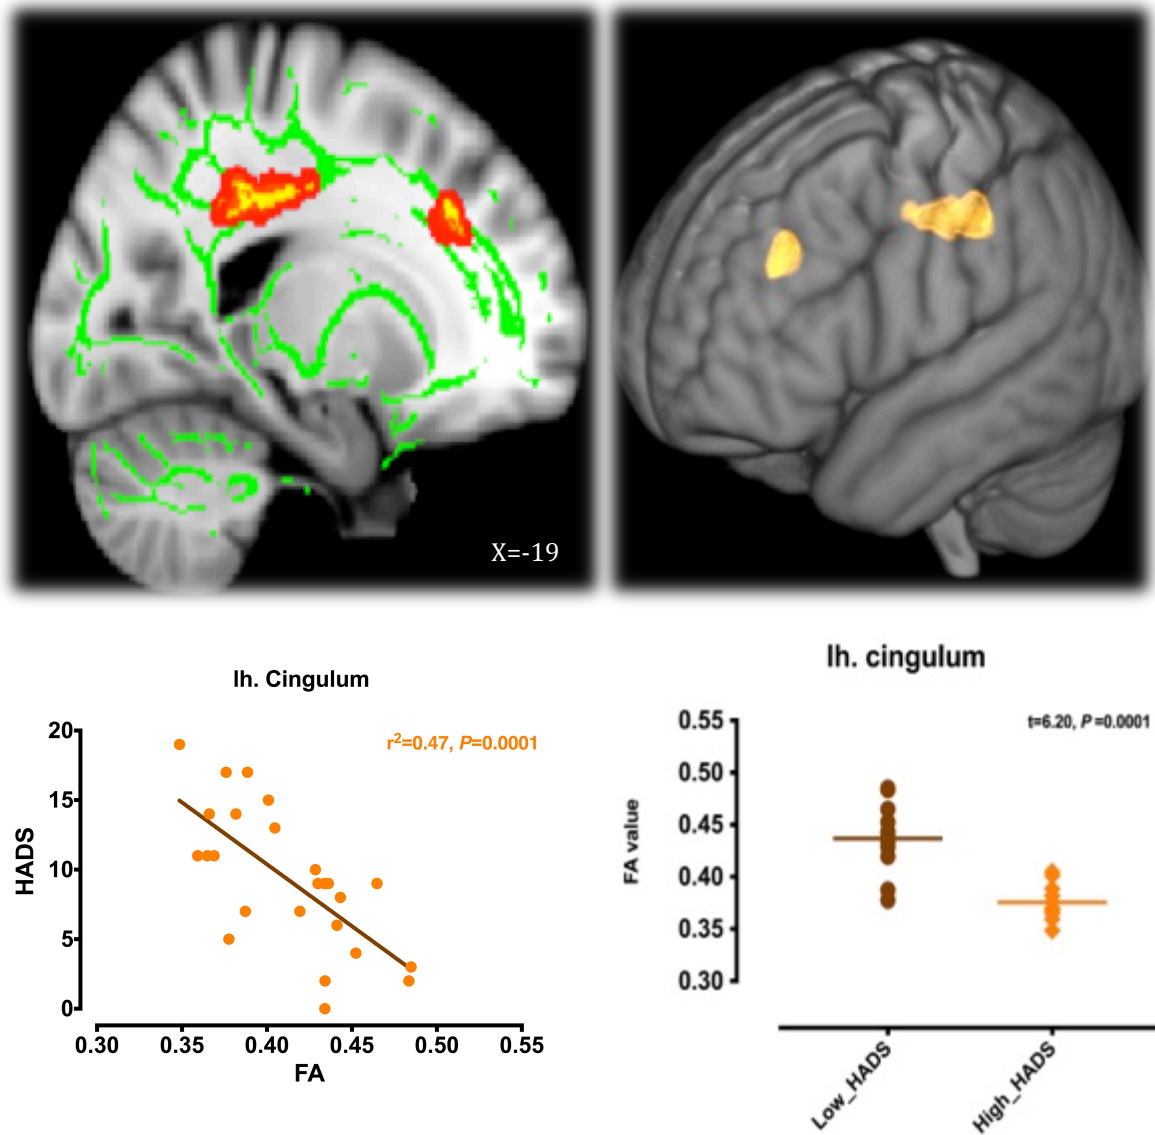 X=-19
lh. Cingulum
r²=0.47, P=0.0001
HADS
20
15
10
5
0
0.30 0.35 0.40 0.45 0.50 0.55
FA
lh. cingulum
t=6.20, P=0.0001
FA value
0.55
0.50
0.45
0.40
0.35
0.30
Low_HADS
High_HADS